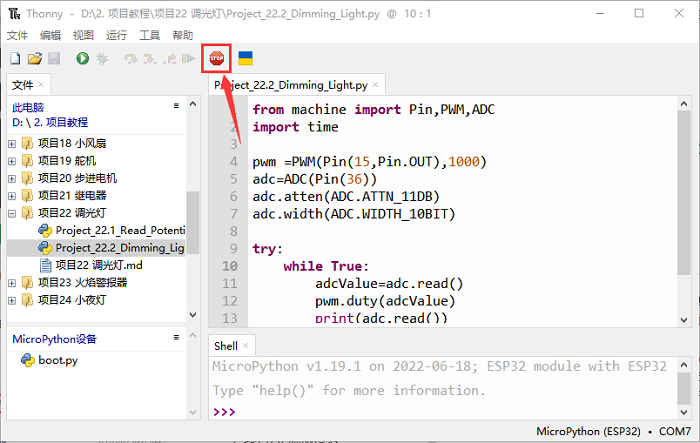 Thonny - D:\2. 项目教程\项目22 调光灯\Project_22.2_Dimming_Light.py @ 10 : 1
文件 编辑 视图 运行 工具 帮助
STOP
文件 ×
此电脑
D: \ 2. 项目教程
项目18 小风扇
项目19 舵机
项目20 步进电机
项目21 继电器
项目22 调光灯
Project_22.1_Read_Potenti
Project_22.2_Dimming_Lig
项目22 调光灯.md
项目23 火焰警报器
项目24 小夜灯
MicroPython设备
boot.py
Project_22.2_Dimming_Light.py ×
from machine import Pin,PWM,ADC
2 import time
3
4 pwm =PWM(Pin(15,Pin.OUT),1000)
5 adc=ADC(Pin(36))
6 adc.atten(ADC.ATTN_11DB)
7 adc.width(ADC.WIDTH_10BIT)
8
9 try:
10 while True:
11 adcValue=adc.read()
12 pwm.duty(adcValue)
13 print(adc.read())
Shell ×
MicroPython v1.19.1 on 2022-06-18; ESP32 module with ESP32
Type "help()" for more information.
>>>
MicroPython (ESP32) • COM7